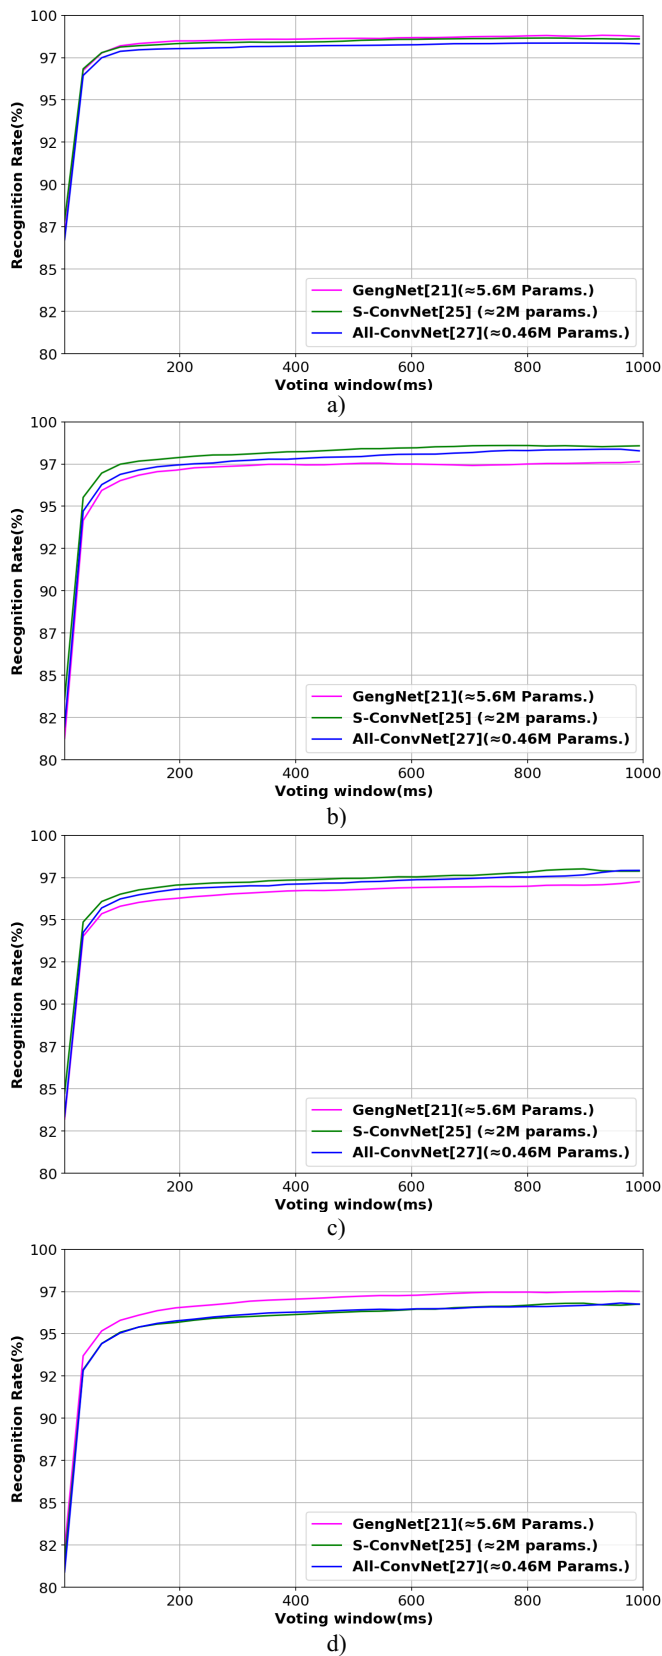 100
97
95
92
90
87
85
80
Recognition Rate(%)
GengNet[21](≈5.6M Params.)
S-ConvNet[25] (≈2M params.)
All-ConvNet[27](≈0.46M Params.)
200 400 600 800 1000
Voting window(ms)
a)
100
97
95
92
90
87
85
82
80
Recognition Rate(%)
GengNet[21](≈5.6M Params.)
S-ConvNet[25] (≈2M params.)
All-ConvNet[27](≈0.46M Params.)
200 400 600 800 1000
Voting window(ms)
b)
100
97
95
92
90
87
85
82
80
Recognition Rate(%)
GengNet[21](≈5.6M Params.)
S-ConvNet[25] (≈2M params.)
All-ConvNet[27](≈0.46M Params.)
200 400 600 800 1000
Voting window(ms)
c)
100
97
95
92
90
87
85
82
80
Recognition Rate(%)
GengNet[21](≈5.6M Params.)
S-ConvNet[25] (≈2M params.)
All-ConvNet[27](≈0.46M Params.)
200 400 600 800 1000
Voting window(ms)
d)